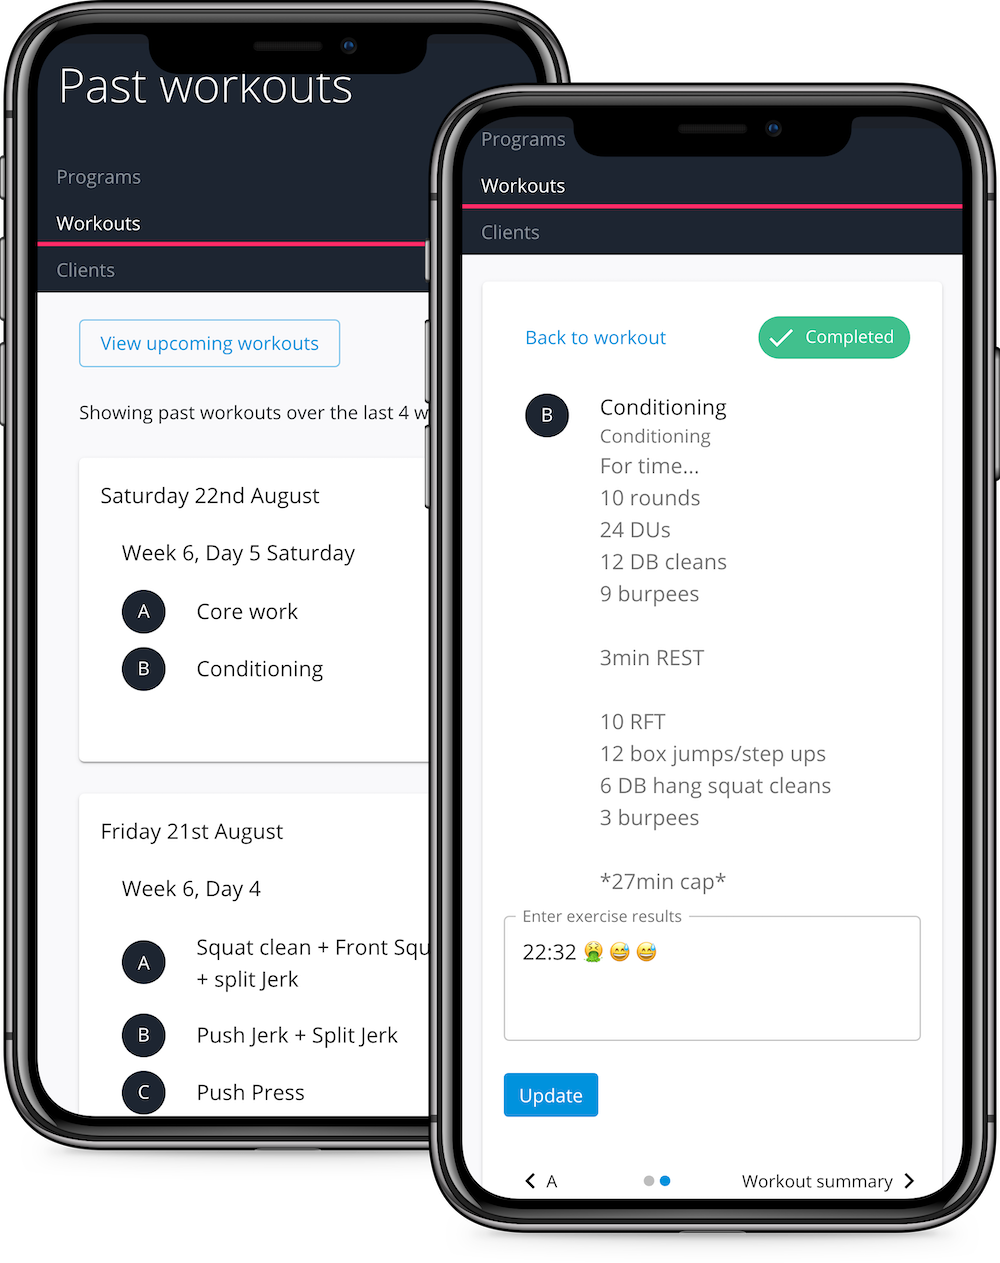 Past workouts
Programs
Workouts
Clients
View upcoming workouts
Showing past workouts over the last 4 w
Saturday 22nd August
Week 6, Day 5 Saturday
A Core work
B Conditioning
Friday 21st August
Week 6, Day 4
A Squat clean + Front Squ
+ split Jerk
B Push Jerk + Split Jerk
C Push Press
Programs
Workouts
Clients
Back to workout
Completed
B Conditioning
Conditioning
For time...
10 rounds
24 DUs
12 DB cleans
9 burpees
3min REST
10 RFT
12 box jumps/step ups
6 DB hang squat cleans
3 burpees
*27min cap*
Enter exercise results
22:32 🤮 😅 😅
Update
A
Workout summary